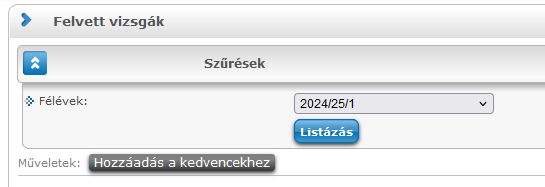 Felvett vizsgák
Szűrések
Félévek:
2024/25/1
Listázás
Műveletek: Hozzáadás a kedvencekhez